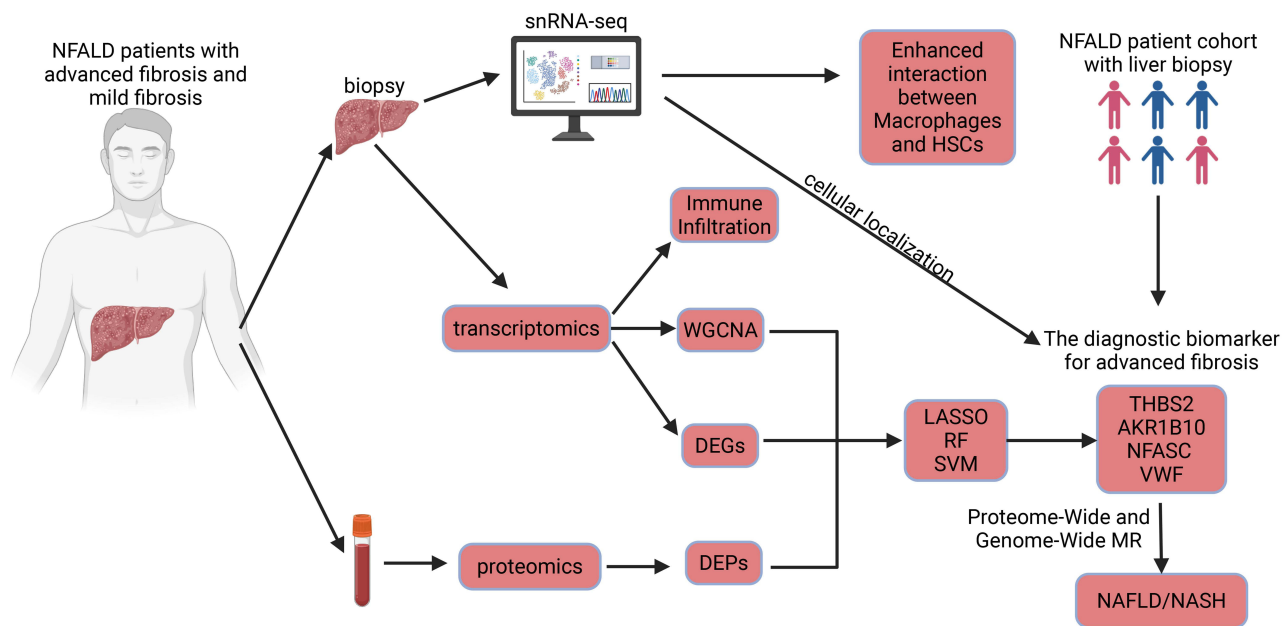 NFALD patients with
advanced fibrosis and
mild fibrosis
biopsy
snRNA-seq
Enhanced
interaction
between
Macrophages
and HSCs
NFALD patient cohort
with liver biopsy
cellular localization
Immune
Infiltration
transcriptomics
WGCNA
DEGs
proteomics
DEPs
LASSO
RF
SVM
The diagnostic biomarker
for advanced fibrosis
THBS2
AKR1B10
NFASC
VWF
Proteome-Wide and
Genome-Wide MR
NAFLD/NASH